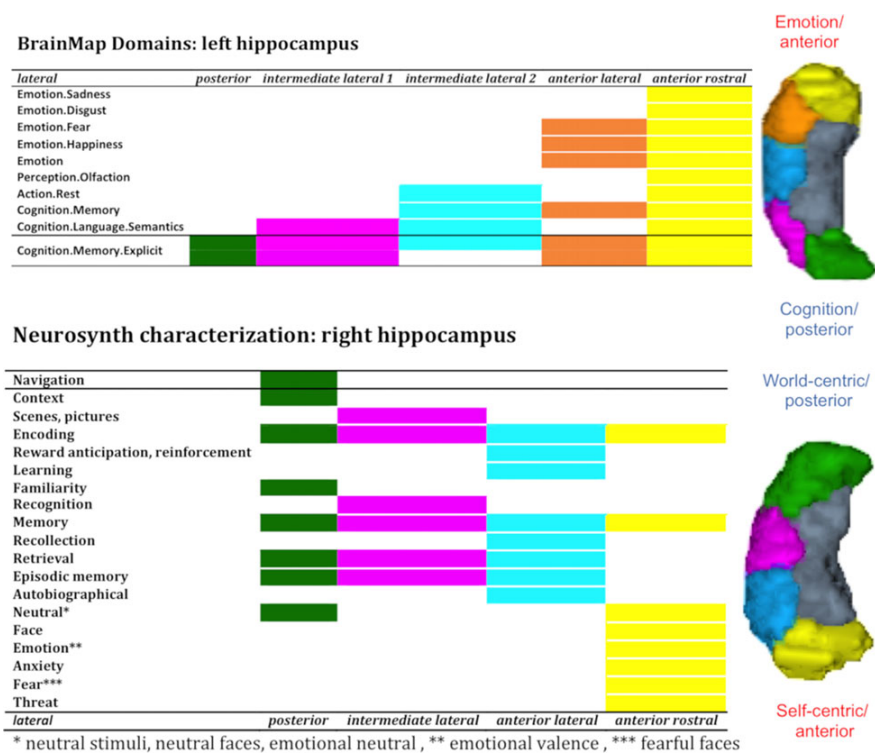 Emotion/
anterior
BrainMap Domains: left hippocampus
lateral posterior intermediate lateral 1 intermediate lateral 2 anterior lateral anterior rostral
Emotion.Sadness
Emotion.Disgust
Emotion.Fear
Emotion.Happiness
Emotion
Perception.Olfaction
Action.Rest
Cognition.Memory
Cognition.Language.Semantics
Cognition.Memory.Explicit
Cognition/
posterior
Neurosynth characterization: right hippocampus
World-centric/
posterior
Navigation
Context
Scenes, pictures
Encoding
Reward anticipation, reinforcement
Learning
Familiarity
Recognition
Memory
Recollection
Retrieval
Episodic memory
Autobiographical
Neutral*
Face
Emotion**
Anxiety
Fear***
Threat
lateral posterior intermediate lateral anterior lateral anterior rostral
Self-centric/
anterior
* neutral stimuli, neutral faces, emotional neutral , ** emotional valence , *** fearful faces